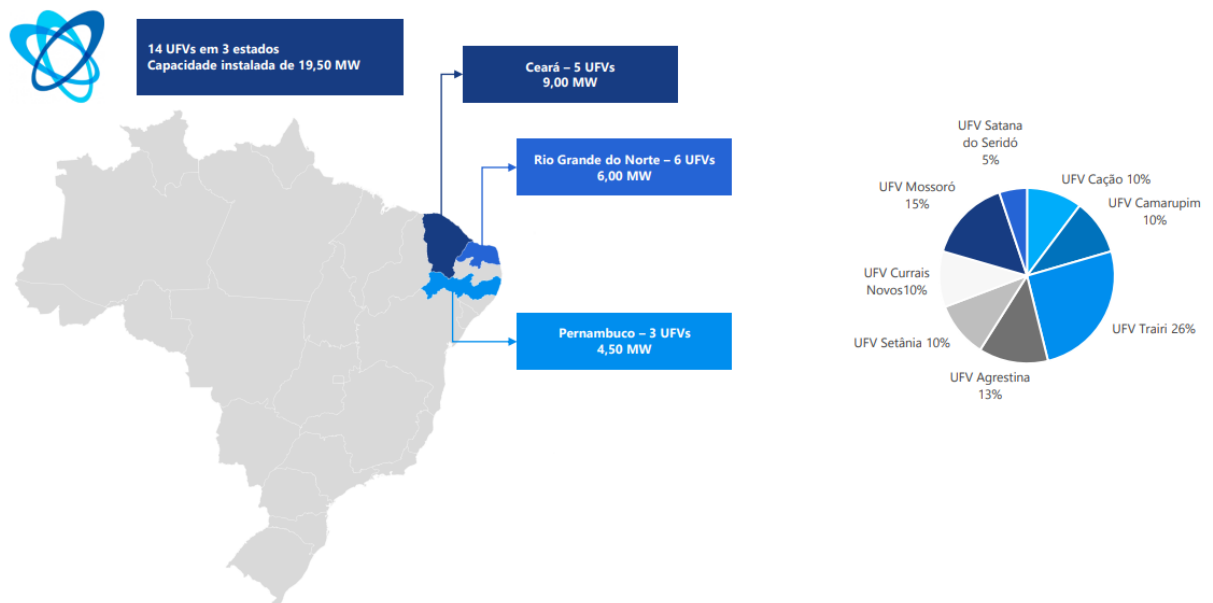 14 UFVs em 3 estados
Capacidade instalada de 19,50 MW
Ceará – 5 UFVs
9,00 MW
Rio Grande do Norte – 6 UFVs
6,00 MW
Pernambuco – 3 UFVs
4,50 MW
UFV Satana
do Seridó
5%
UFV Cação 10%
UFV Camarupim
10%
UFV Trairi 26%
UFV Agrestina
13%
UFV Setânia 10%
UFV Currais
Novos10%
UFV Mossoró
15%